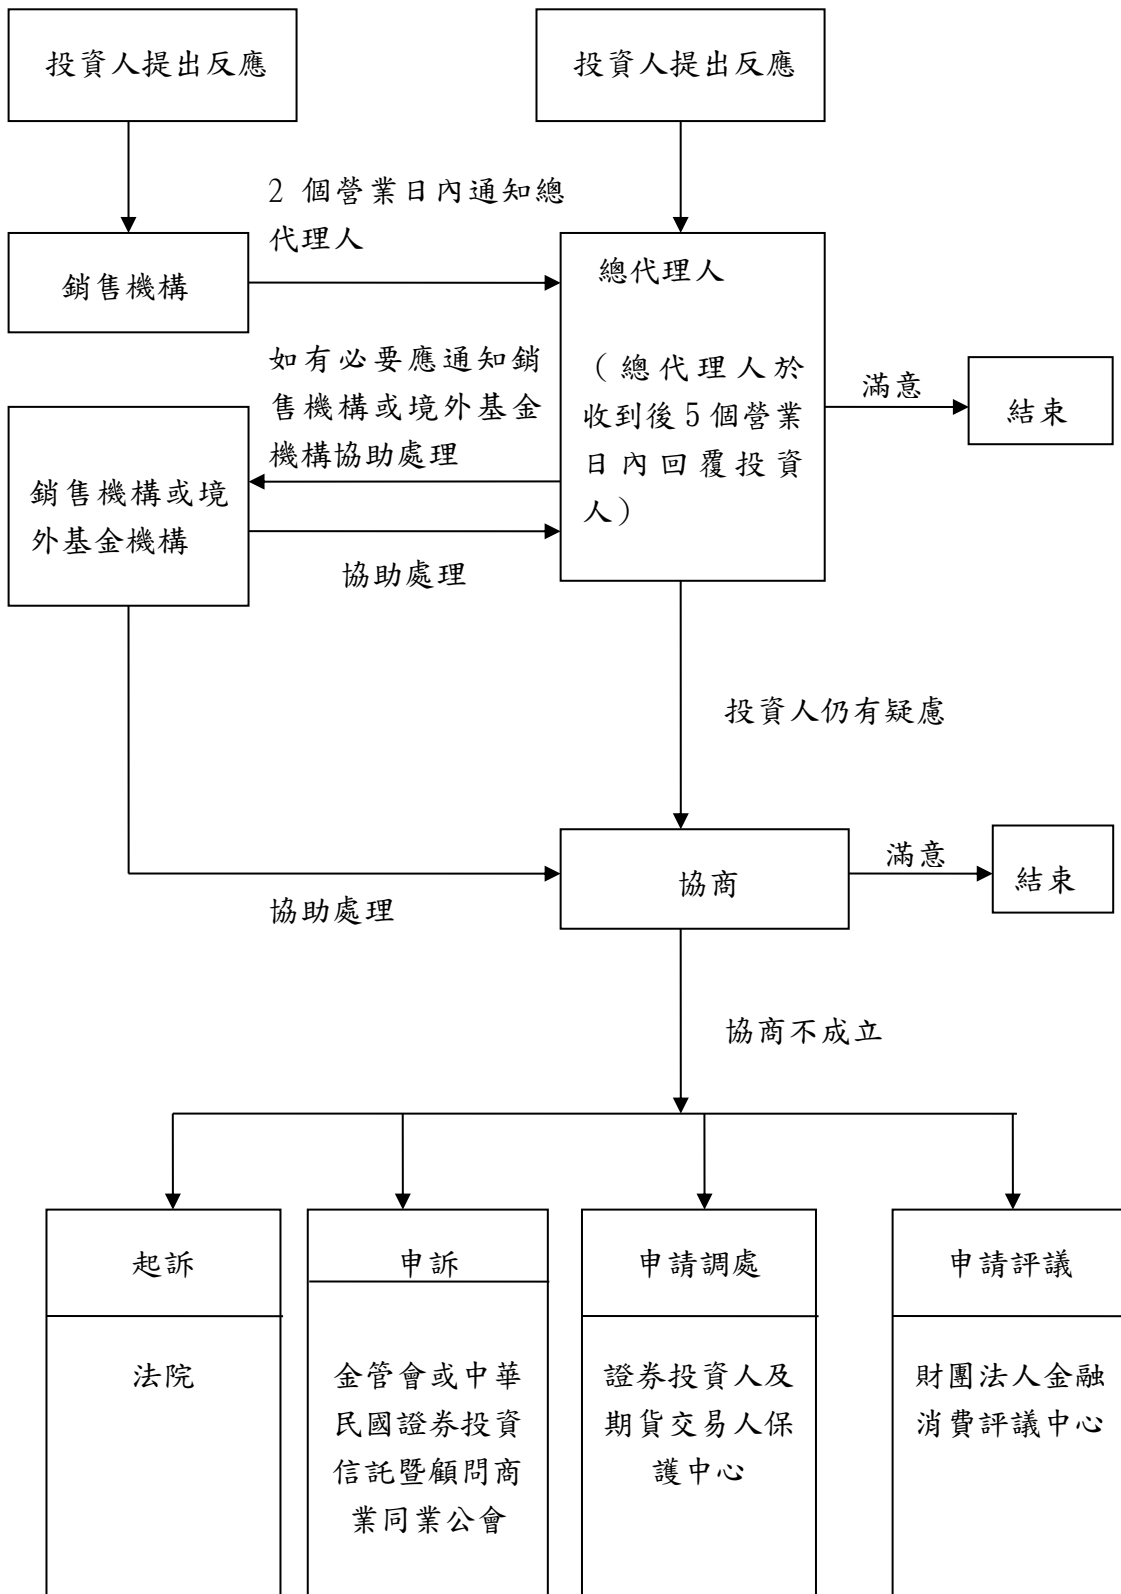 投資人提出反應
投資人提出反應
2 個營業日內通知總
代理人
銷售機構
總代理人
如有必要應通知銷
售機構或境外基金
機構協助處理
（總代理人於
收到後5個營業
日內回覆投資
人）
滿意
結束
銷售機構或境
外基金機構
協助處理
投資人仍有疑慮
協商
滿意
結束
協助處理
協商不成立
起訴
申訴
申請調處
申請評議
法院
金管會或中華
民國證券投資
信託暨顧問商
業同業公會
證券投資人及
期貨交易人保
護中心
財團法人金融
消費評議中心